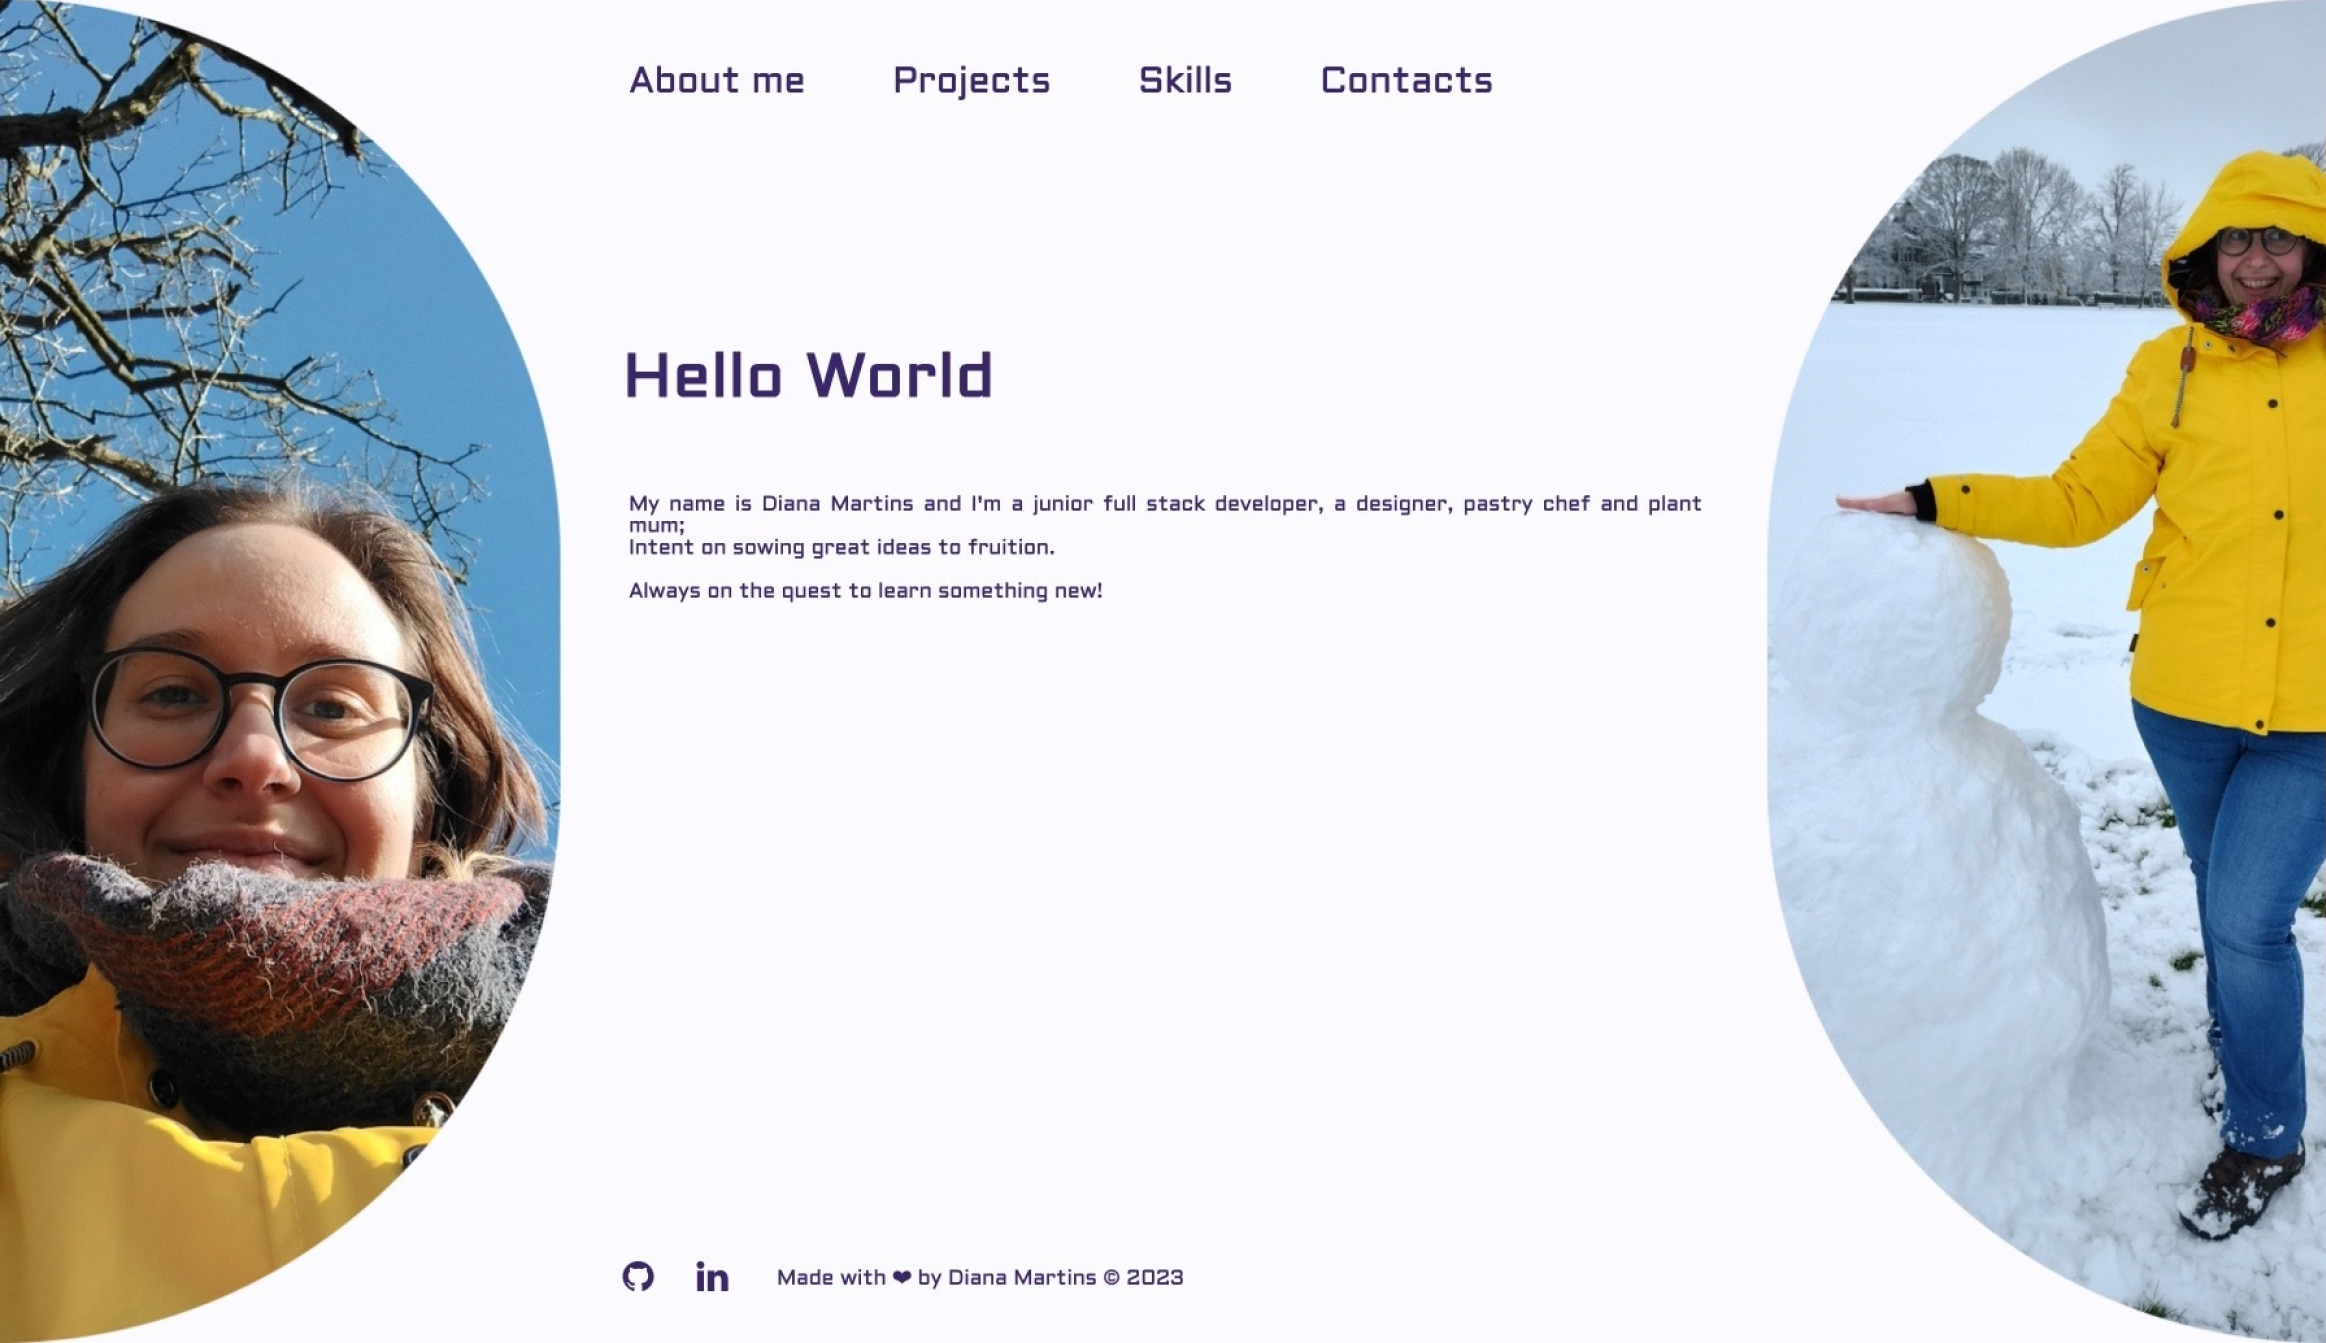 About me Projects Skills Contacts
Hello World
My name is Diana Martins and I'm a junior full stack developer, a designer, pastry chef and plant
mum;
Intent on sowing great ideas to fruition.
Always on the quest to learn something new!
in Made with ❤ by Diana Martins © 2023